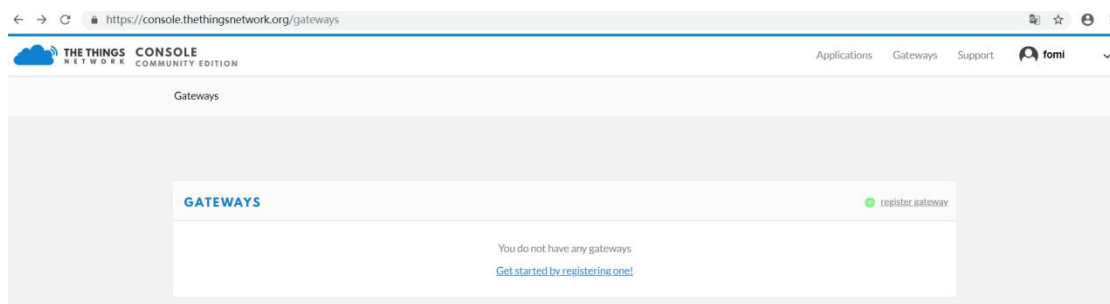 https://console.thethingsnetwork.org/gateways
THE THINGS CONSOLE
NETWORK COMMUNITY EDITION
Applications Gateways Support fomi
Gateways
GATEWAYS
register gateway
You do not have any gateways
Get started by registering one!